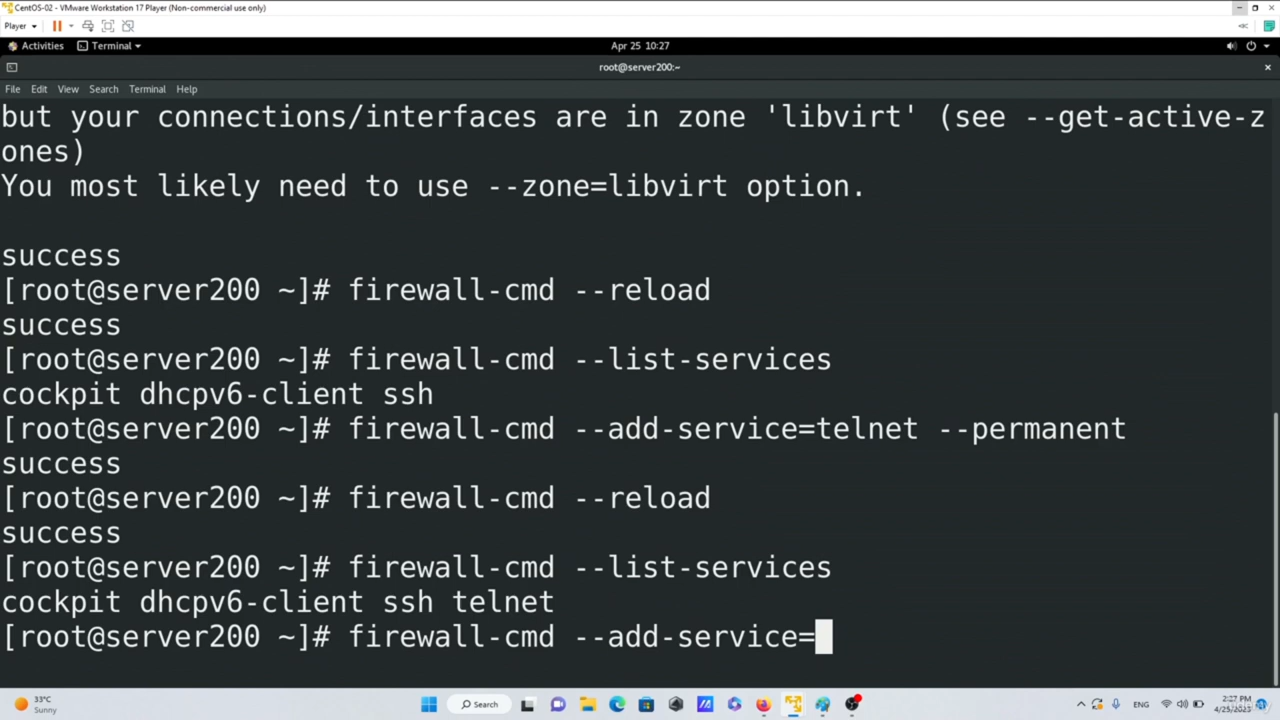 CentOS-02 - VMware Workstation 17 Player (Non-commercial use only)
Player
Activities Terminal Apr 25 10:27
root@server200:~
File Edit View Search Terminal Help
but your connections/interfaces are in zone 'libvirt' (see --get-active-z
ones)
You most likely need to use --zone=libvirt option.
success
[root@server200 ~]# firewall-cmd --reload
success
[root@server200 ~]# firewall-cmd --list-services
cockpit dhcpv6-client ssh
[root@server200 ~]# firewall-cmd --add-service=telnet --permanent
success
[root@server200 ~]# firewall-cmd --reload
success
[root@server200 ~]# firewall-cmd --list-services
cockpit dhcpv6-client ssh telnet
[root@server200 ~]# firewall-cmd --add-service=
33°C
Sunny
Search
ENG
2:27 PM
4/25/2023